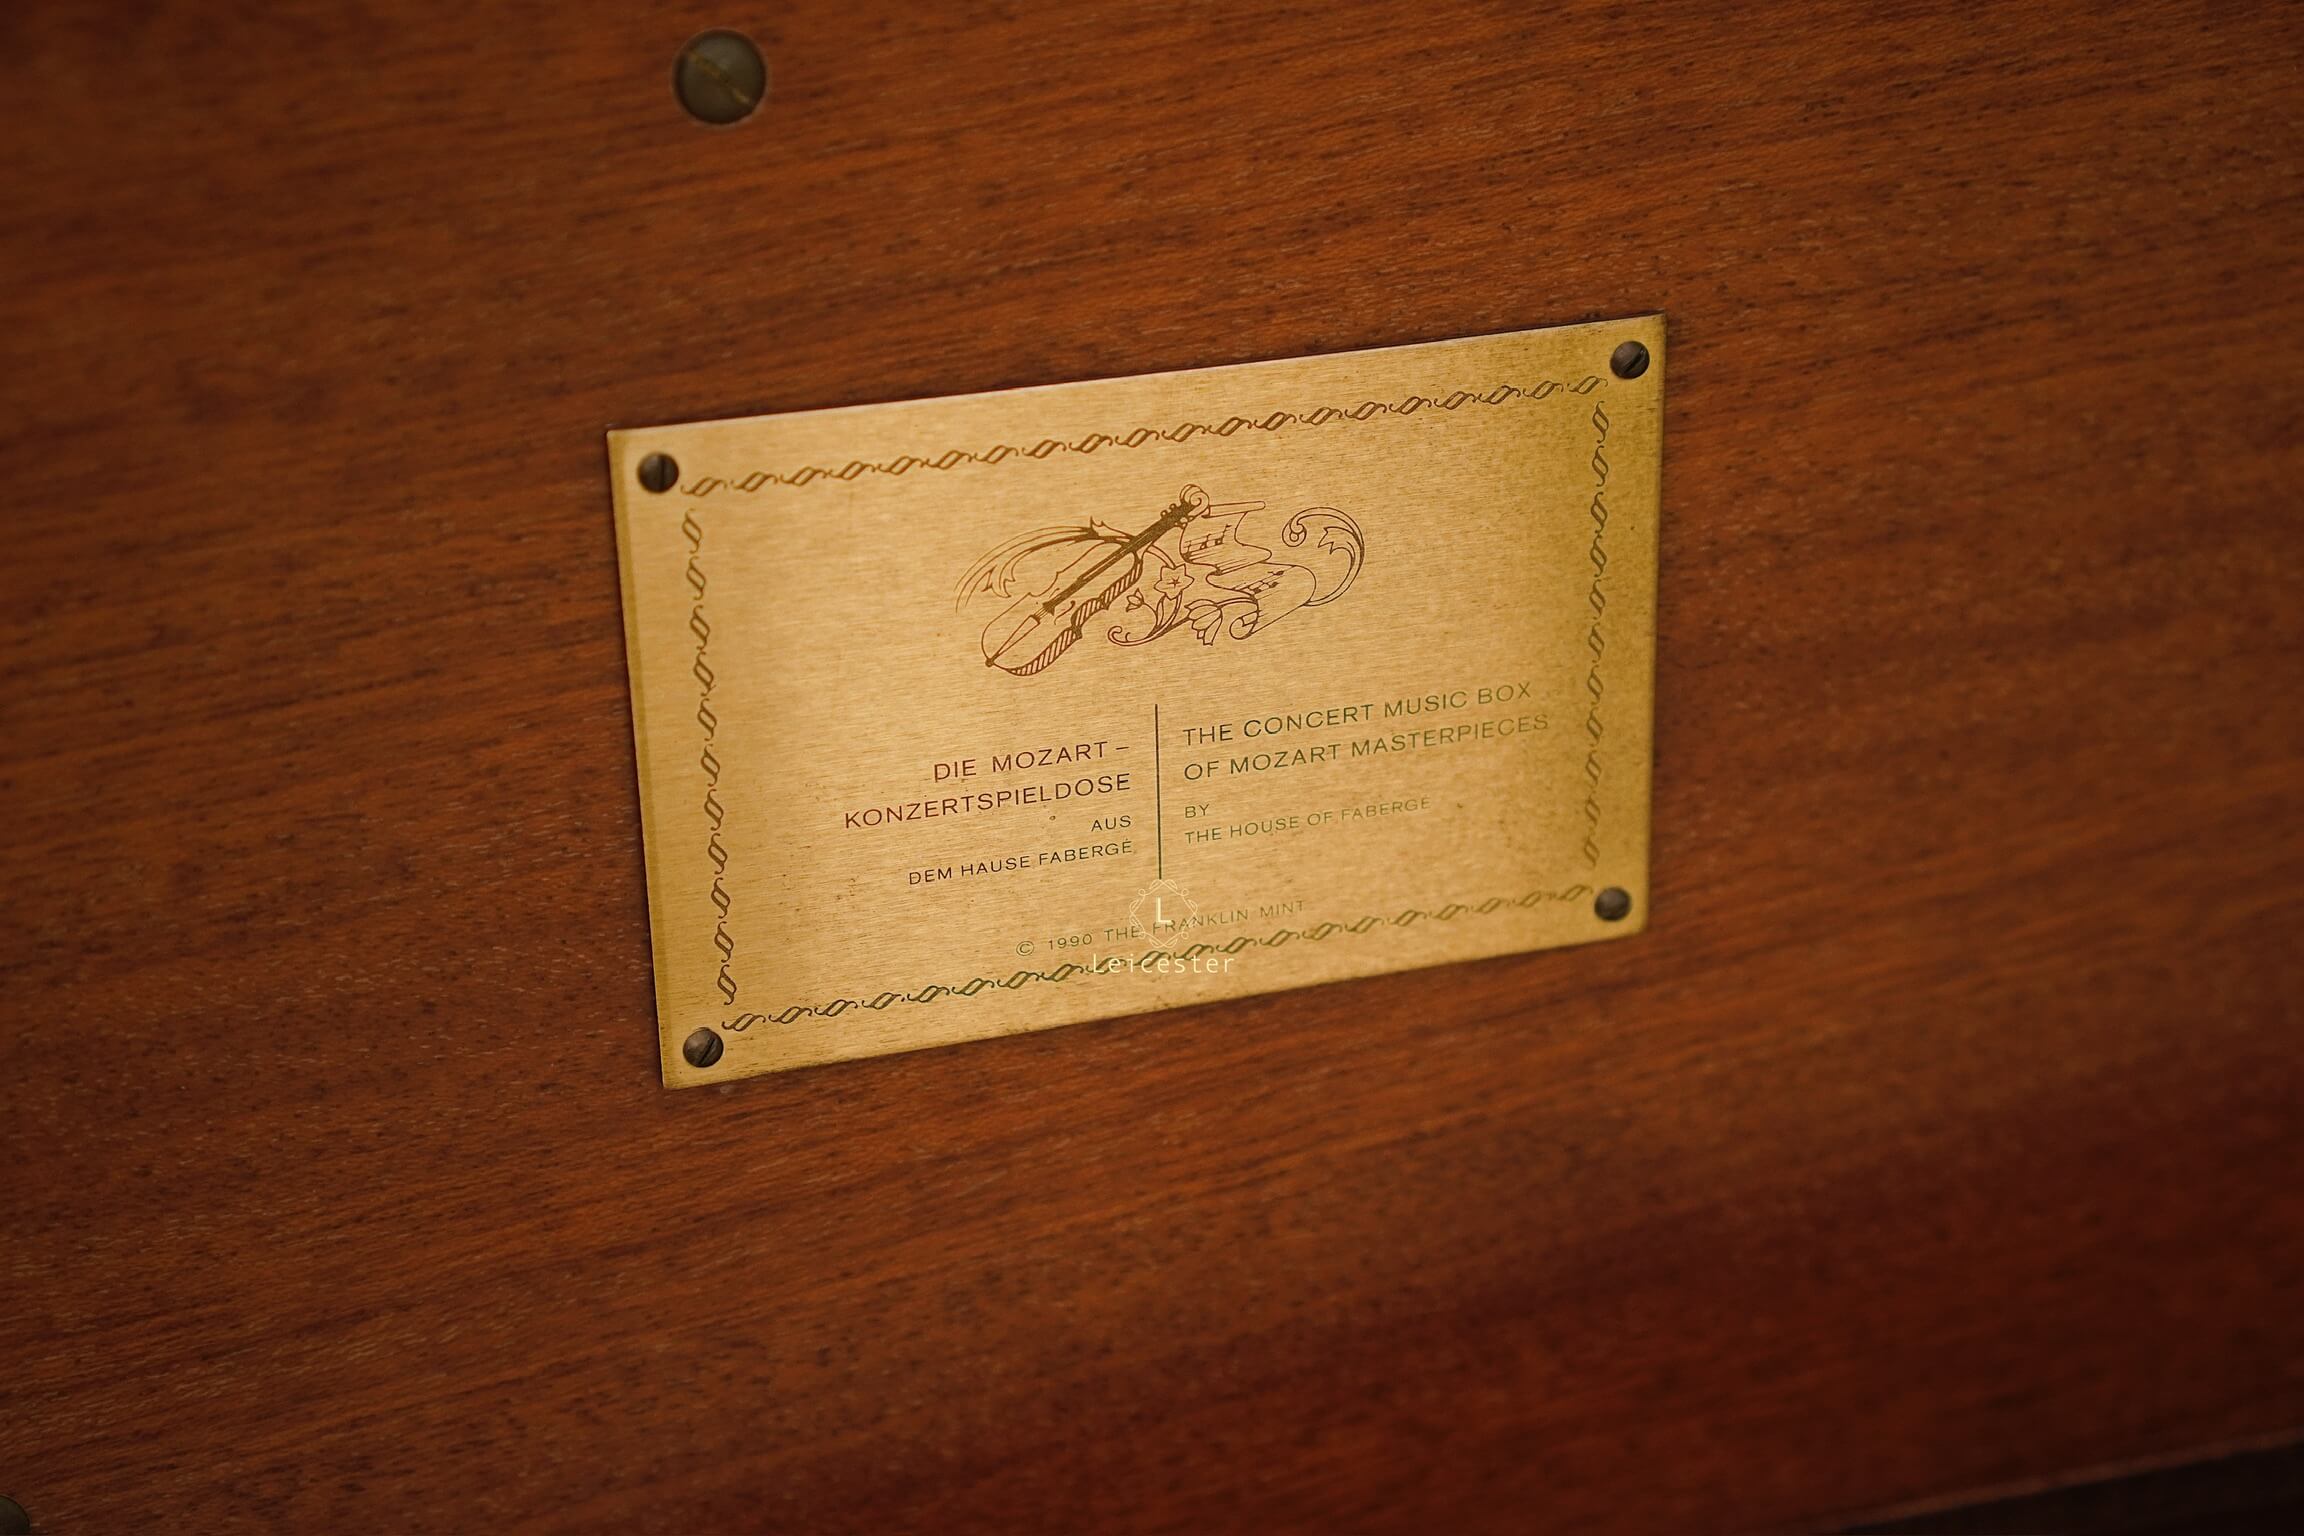 DIE MOZART –
KONZERTSPIELDOSE
AUS
DEM HAUSE FABERGÉ
THE CONCERT MUSIC BOX
OF MOZART MASTERPIECES
BY
THE HOUSE OF FABERGÉ
© 1990 THE FRANKLIN MINT
L
Leicester